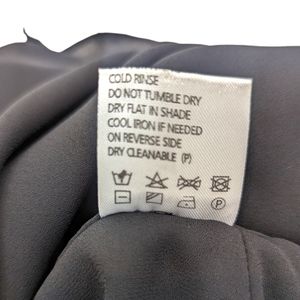 COLD RINSE
DO NOT TUMBLE DRY
DRY FLAT IN SHADE
COOL IRON IF NEEDED
ON REVERSE SIDE
DRY CLEANABLE (P)